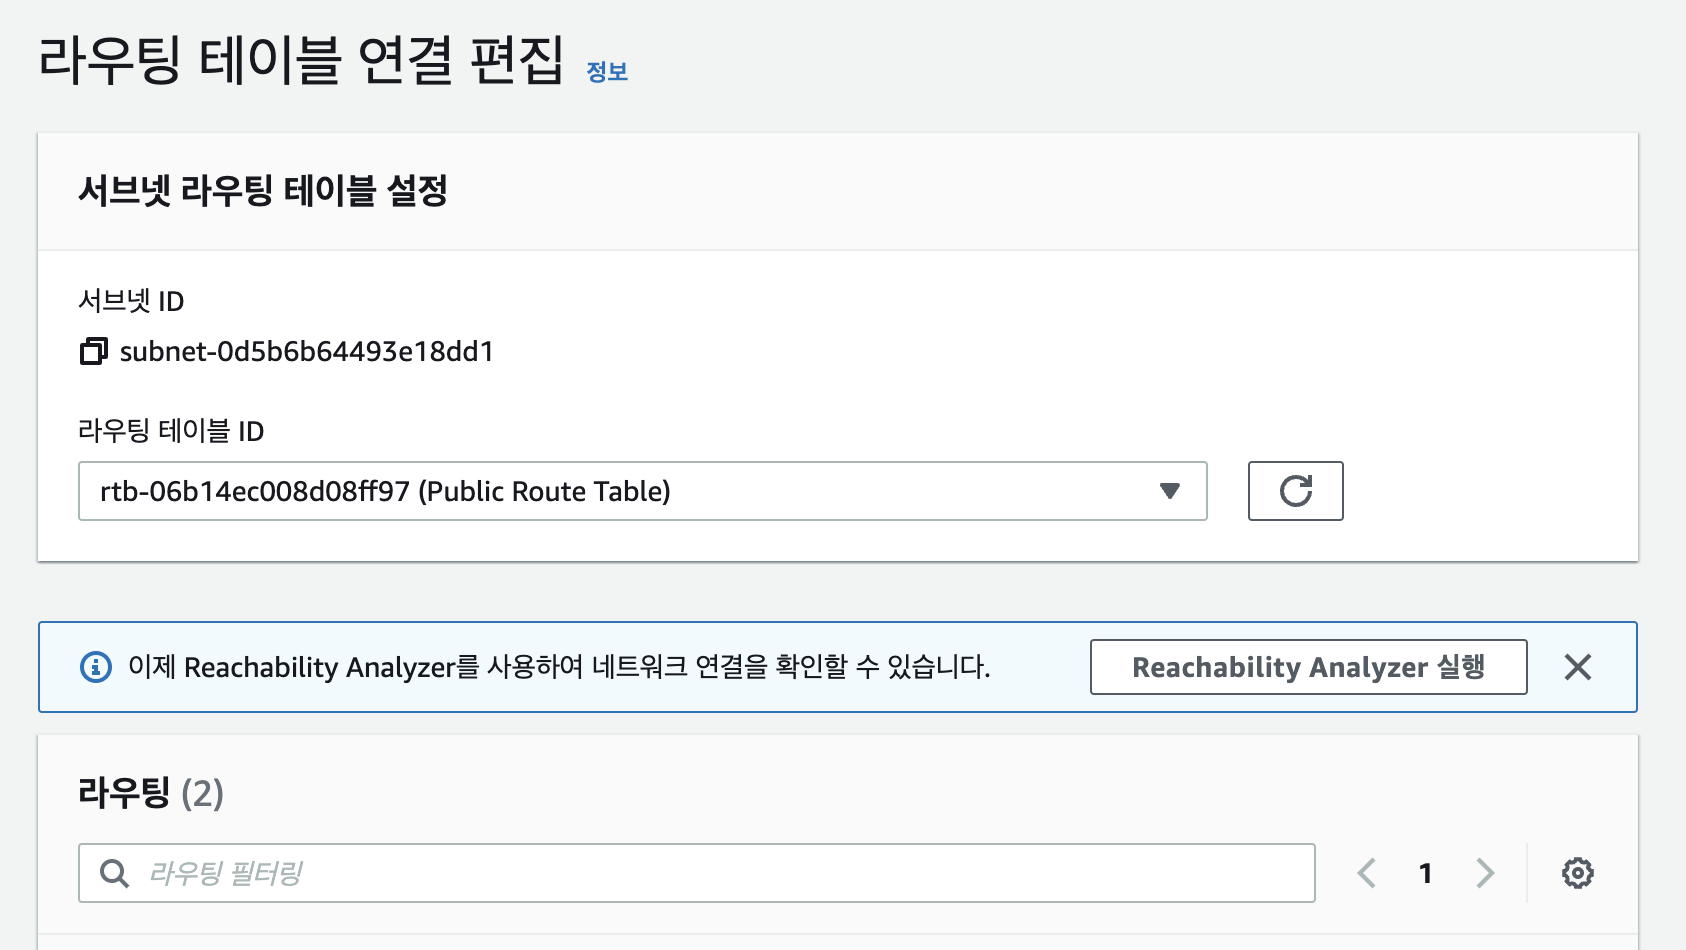 라우팅 테이블 연결 편집 정보
서브넷 라우팅 테이블 설정
서브넷 ID
subnet-0d5b6b64493e18dd1
라우팅 테이블 ID
rtb-06b14ec008d08ff97 (Public Route Table)
이제 Reachability Analyzer를 사용하여 네트워크 연결을 확인할 수 있습니다. Reachability Analyzer 실행
라우팅 (2)
라우팅 필터링 1